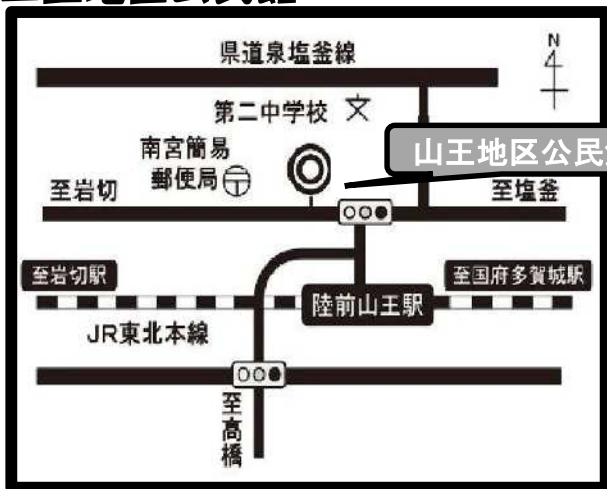 県道泉塩釜線
N
4
第二中学校 文
南宮簡易
郵便局
山王地区公民
至岩切
至塩釜
至岩切駅
至国府多賀城駅
陸前山王駅
JR東北本線
至高橋